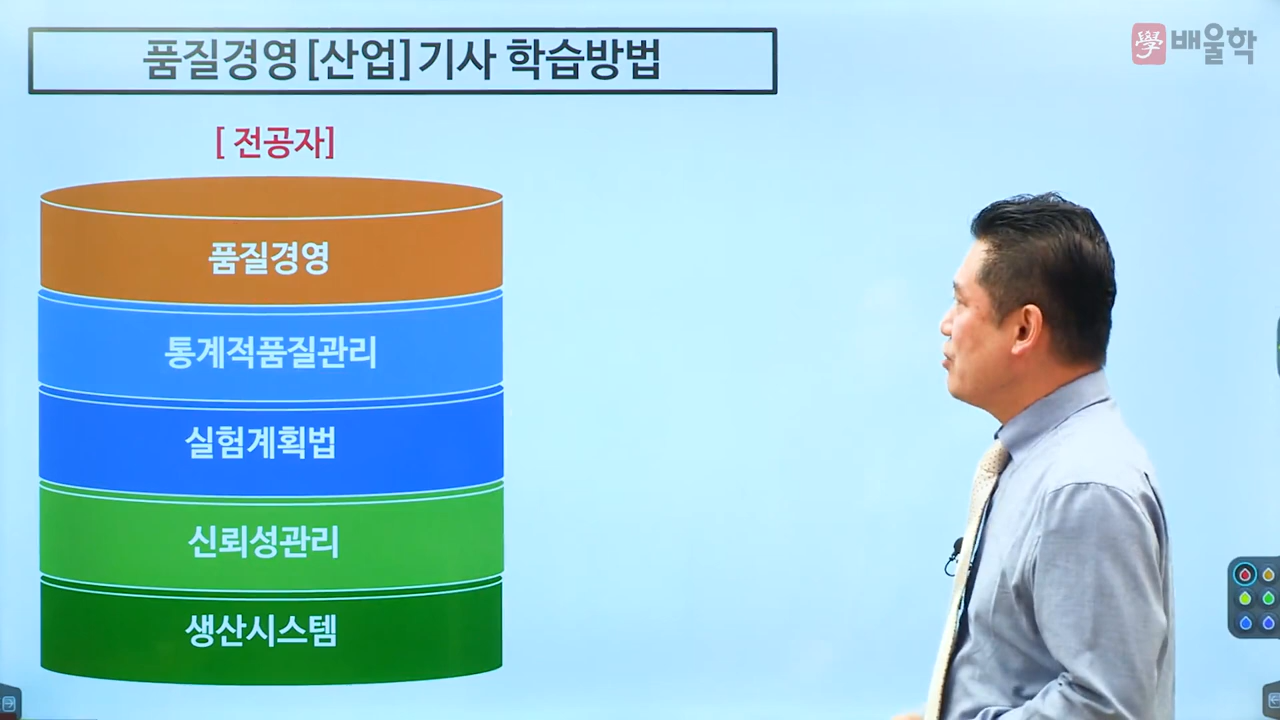 품질경영[산업]기사 학습방법
學 배울학
[ 전공자]
품질경영
통계적품질관리
실험계획법
신뢰성관리
생산시스템